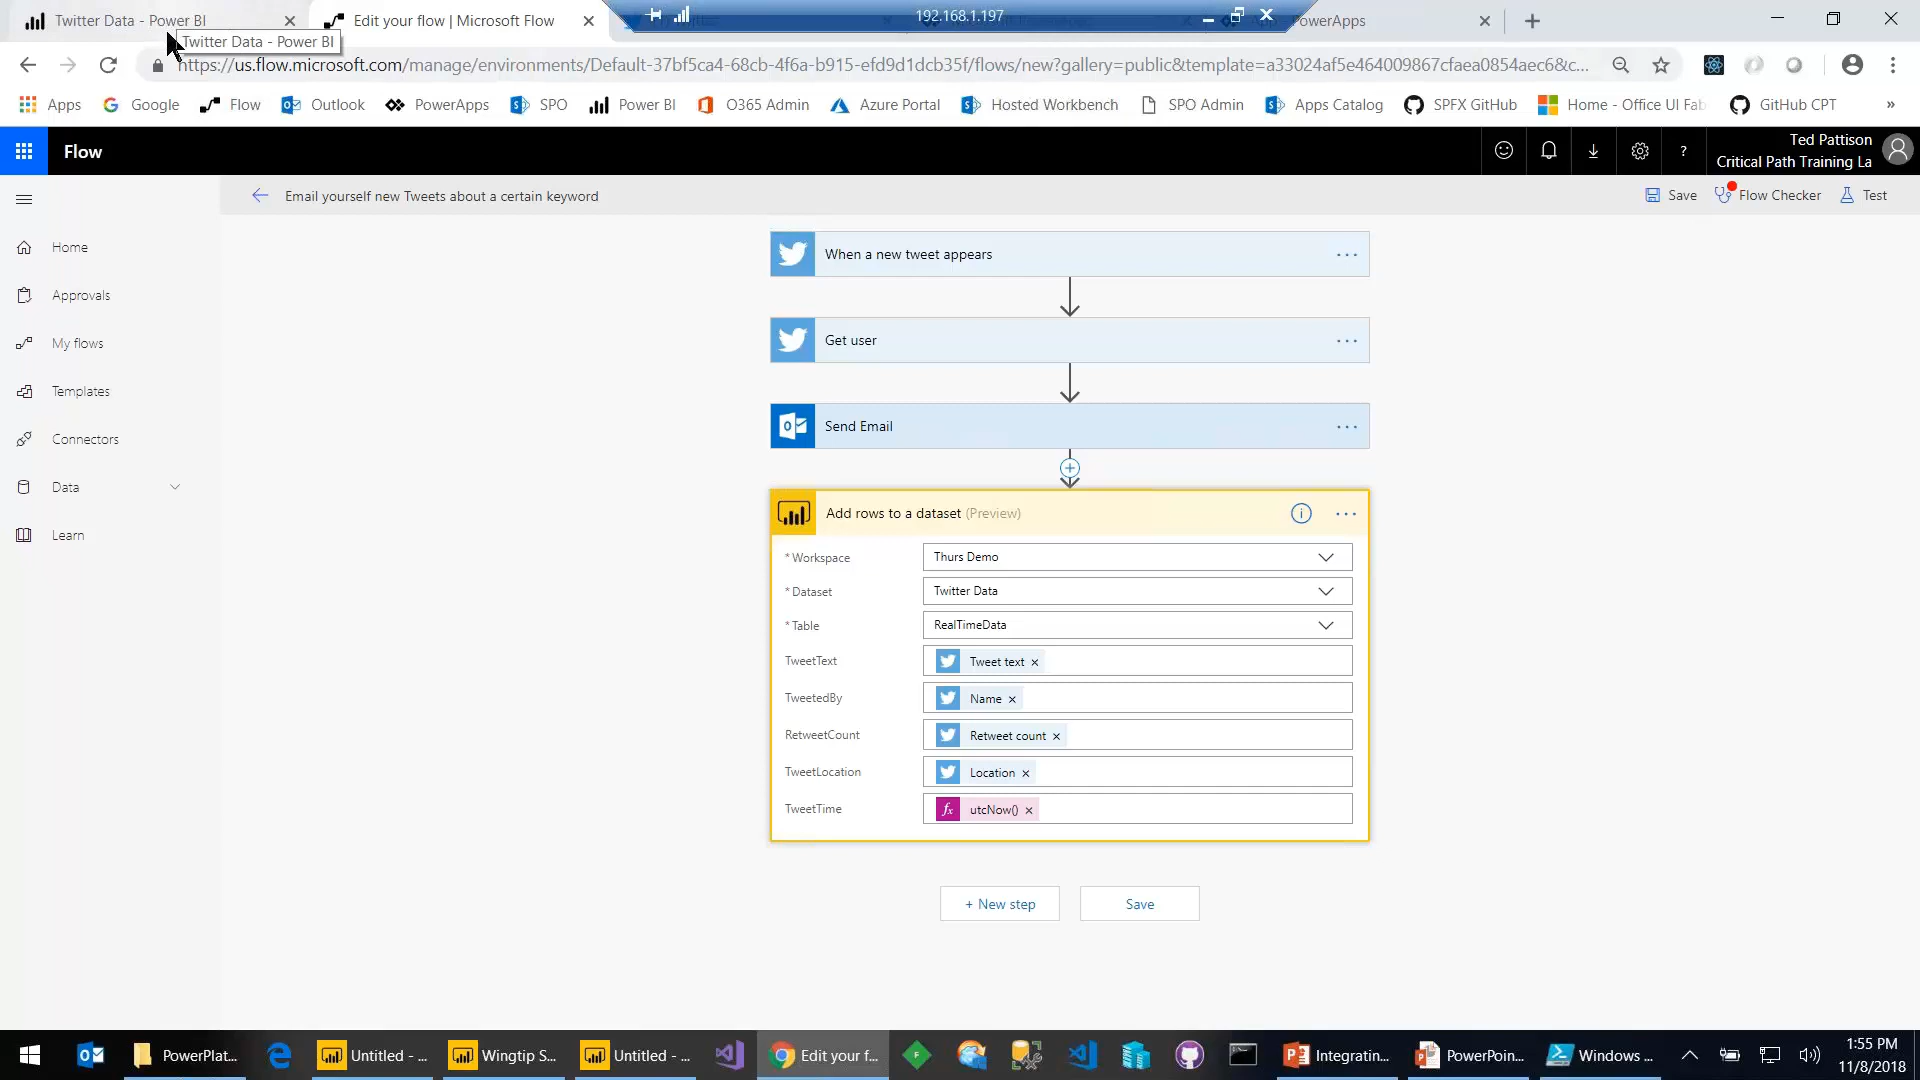 Twitter Data - Power BI
Edit your flow | Microsoft Flow
192.168.1.197
PowerApps
Twitter Data - Power BI
https://us.flow.microsoft.com/manage/environments/Default-37bf5ca4-68cb-4f6a-b915-efd9d1dcb35f/flows/new?gallery=public&template=a33024af5e464009867cfaea0854aec6&c...
Apps
Google
Flow
Outlook
PowerApps
SPO
Power BI
O365 Admin
Azure Portal
Hosted Workbench
SPO Admin
Apps Catalog
SPFX GitHub
Home - Office UI Fab
GitHub CPT
»
Flow
?
Ted Pattison
Critical Path Training La
Email yourself new Tweets about a certain keyword
Save
Flow Checker
Test
Home
Approvals
My flows
Templates
Connectors
Data
Learn
When a new tweet appears
Get user
Send Email
Add rows to a dataset (Preview)
* Workspace
Thurs Demo
* Dataset
Twitter Data
* Table
RealTimeData
TweetText
Tweet text ×
TweetedBy
Name ×
RetweetCount
Retweet count ×
TweetLocation
Location ×
TweetTime
fx utcNow() ×
+ New step
Save
PowerPlat...
Untitled - ...
Wingtip S...
Untitled - ...
Edit your f...
Integratin...
PowerPoin...
Windows ...
1:55 PM
11/8/2018